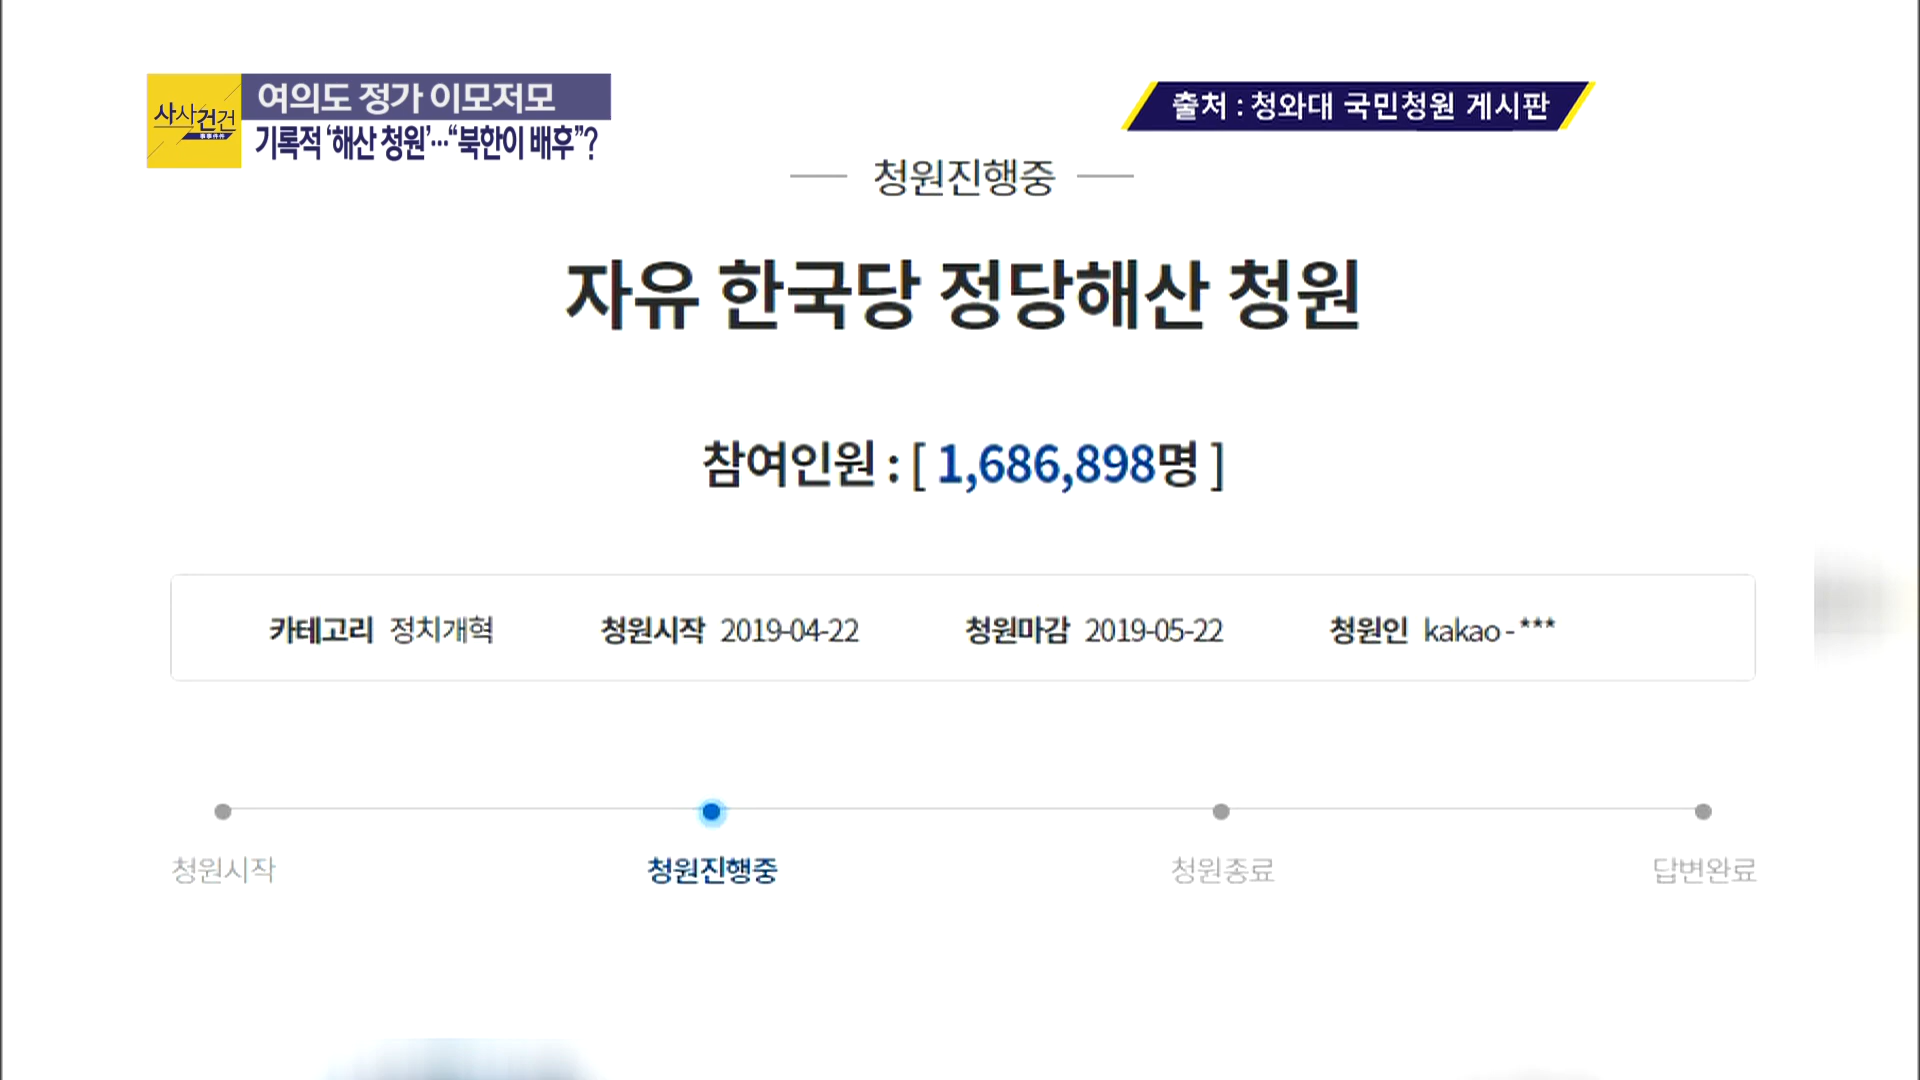 사사건건
여의도 정가 이모저모
기록적 ‘해산 청원’…“북한이 배후”?
출처 : 청와대 국민청원 게시판
청원진행중
자유 한국당 정당해산 청원
참여인원 : [ 1,686,898명 ]
카테고리 정치개혁 청원시작 2019-04-22 청원마감 2019-05-22 청원인 kakao - ***
청원시작 청원진행중 청원종료 답변완료